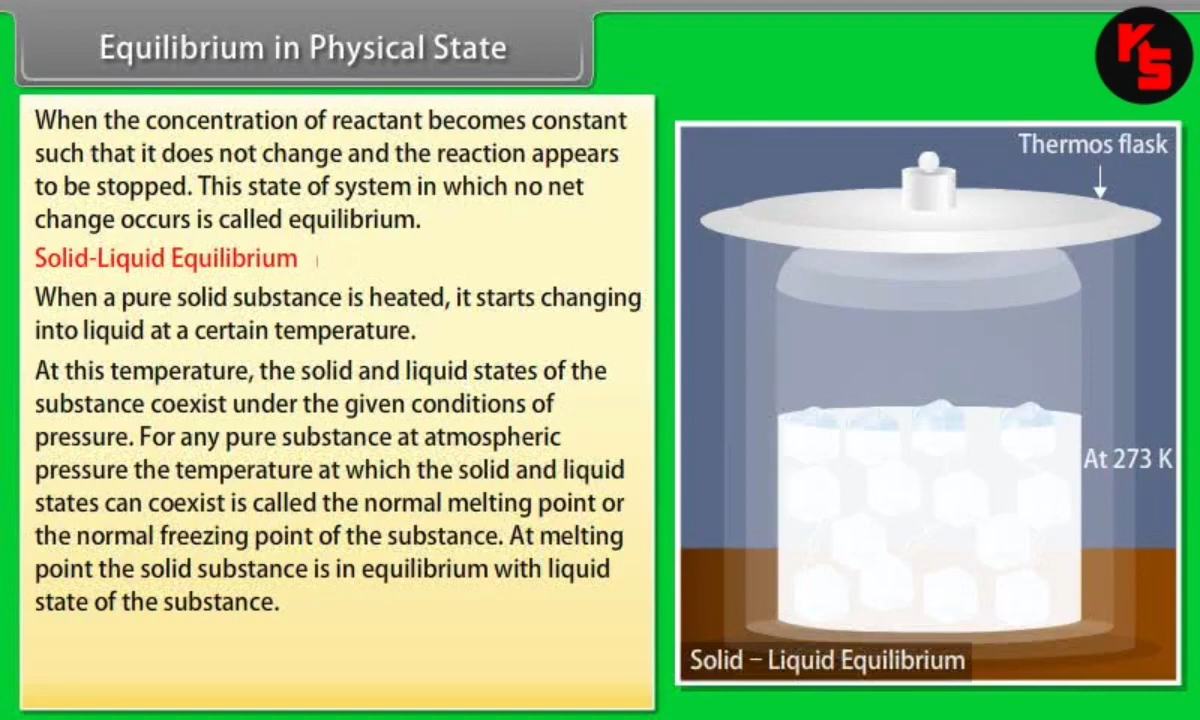 Equilibrium in Physical State
KS
When the concentration of reactant becomes constant
such that it does not change and the reaction appears
to be stopped. This state of system in which no net
change occurs is called equilibrium.
Solid-Liquid Equilibrium
When a pure solid substance is heated, it starts changing
into liquid at a certain temperature.
At this temperature, the solid and liquid states of the
substance coexist under the given conditions of
pressure. For any pure substance at atmospheric
pressure the temperature at which the solid and liquid
states can coexist is called the normal melting point or
the normal freezing point of the substance. At melting
point the solid substance is in equilibrium with liquid
state of the substance.
Thermos flask
At 273 K
Solid – Liquid Equilibrium